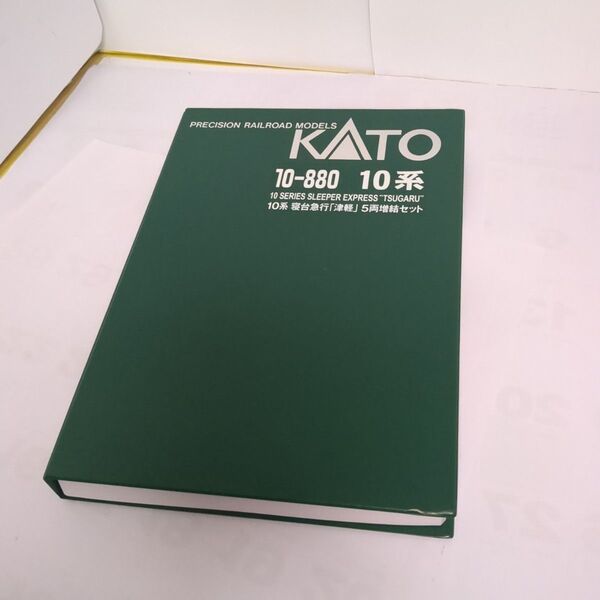 PRECISION RAILROAD MODELS
KATO
10-880 10系
10 SERIES SLEEPER EXPRESS "TSUGARU"
10系 寝台急行「津軽」 5両増結セット